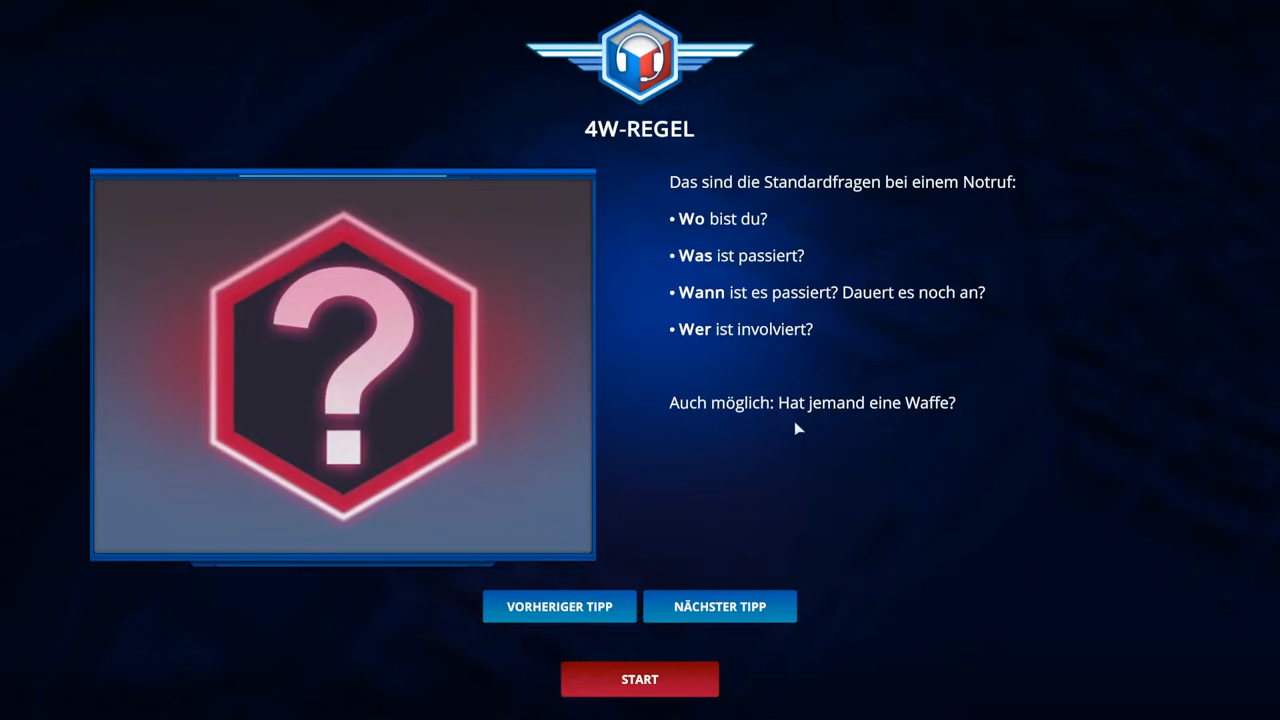 4W-REGEL
Das sind die Standardfragen bei einem Notruf:
• Wo bist du?
• Was ist passiert?
• Wann ist es passiert? Dauert es noch an?
• Wer ist involviert?
Auch möglich: Hat jemand eine Waffe?
VORHERIGER TIPP
NÄCHSTER TIPP
START